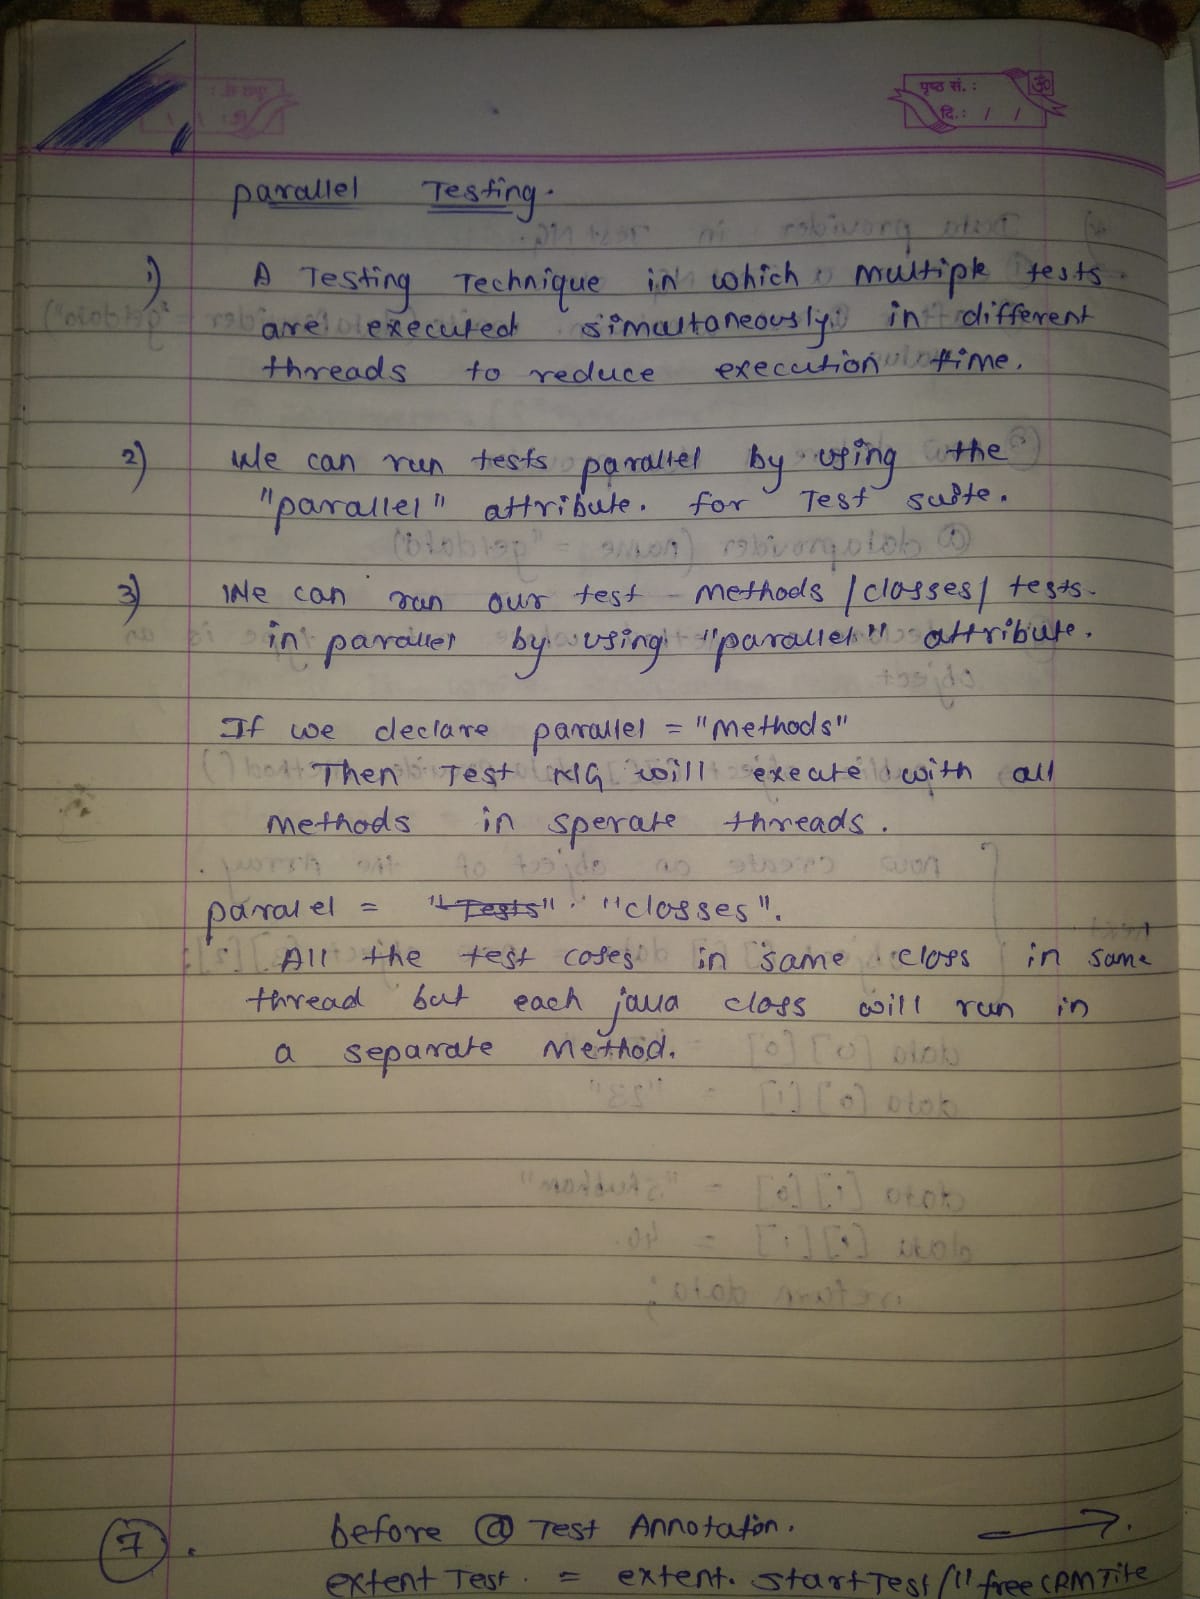 पृष्ठ सं. :
ॐ
दि.: / /
parallel Testing.
1) A Testing Technique in which multiple tests
are executed simultaneously in different
threads to reduce execution time.
2) We can run tests parallel by using the
"parallel" attribute. for Test suite.
3) We can run our test - methods / classes / tests.
in parallel by using "parallel" attribute.
If we declare parallel = "Methods"
Then Test NG will execute with all
methods in sperate threads.
paralel = "Tests" "classes".
All the test cases in same class in same
thread but each java class will run in
a separate Method.
7. before @ Test Annotation.
extent Test. = extent. startTest("free CRM Title